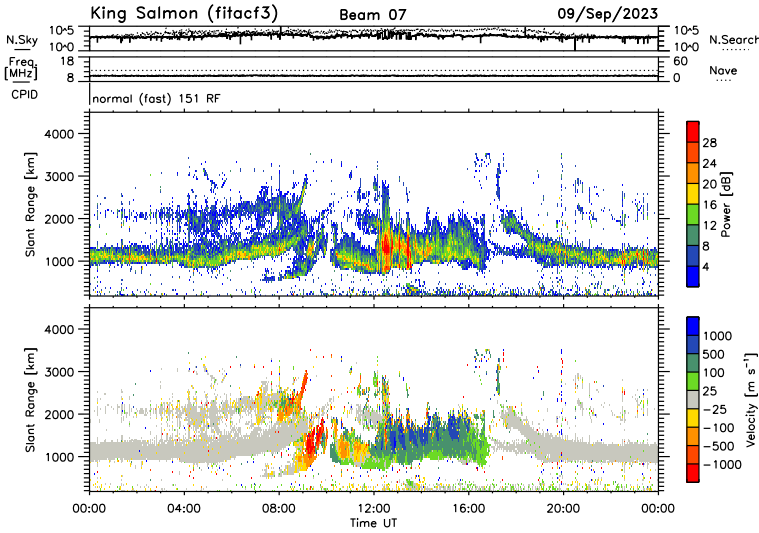 King Salmon (fitacf3) Beam 07 09/Sep/2023
N.Sky 10^5 10^0 10^5 10^0 N.Search
Freq. [MHz] 18 8 60 0 Nave
CPID normal (fast) 151 RF
Slant Range [km] 4000 3000 2000 1000
Power [dB] 28 24 20 16 12 8 4
Slant Range [km] 4000 3000 2000 1000
Velocity [m s⁻¹] 1000 500 100 25 −25 −100 −500 −1000
00:00 04:00 08:00 12:00 16:00 20:00 00:00
Time UT